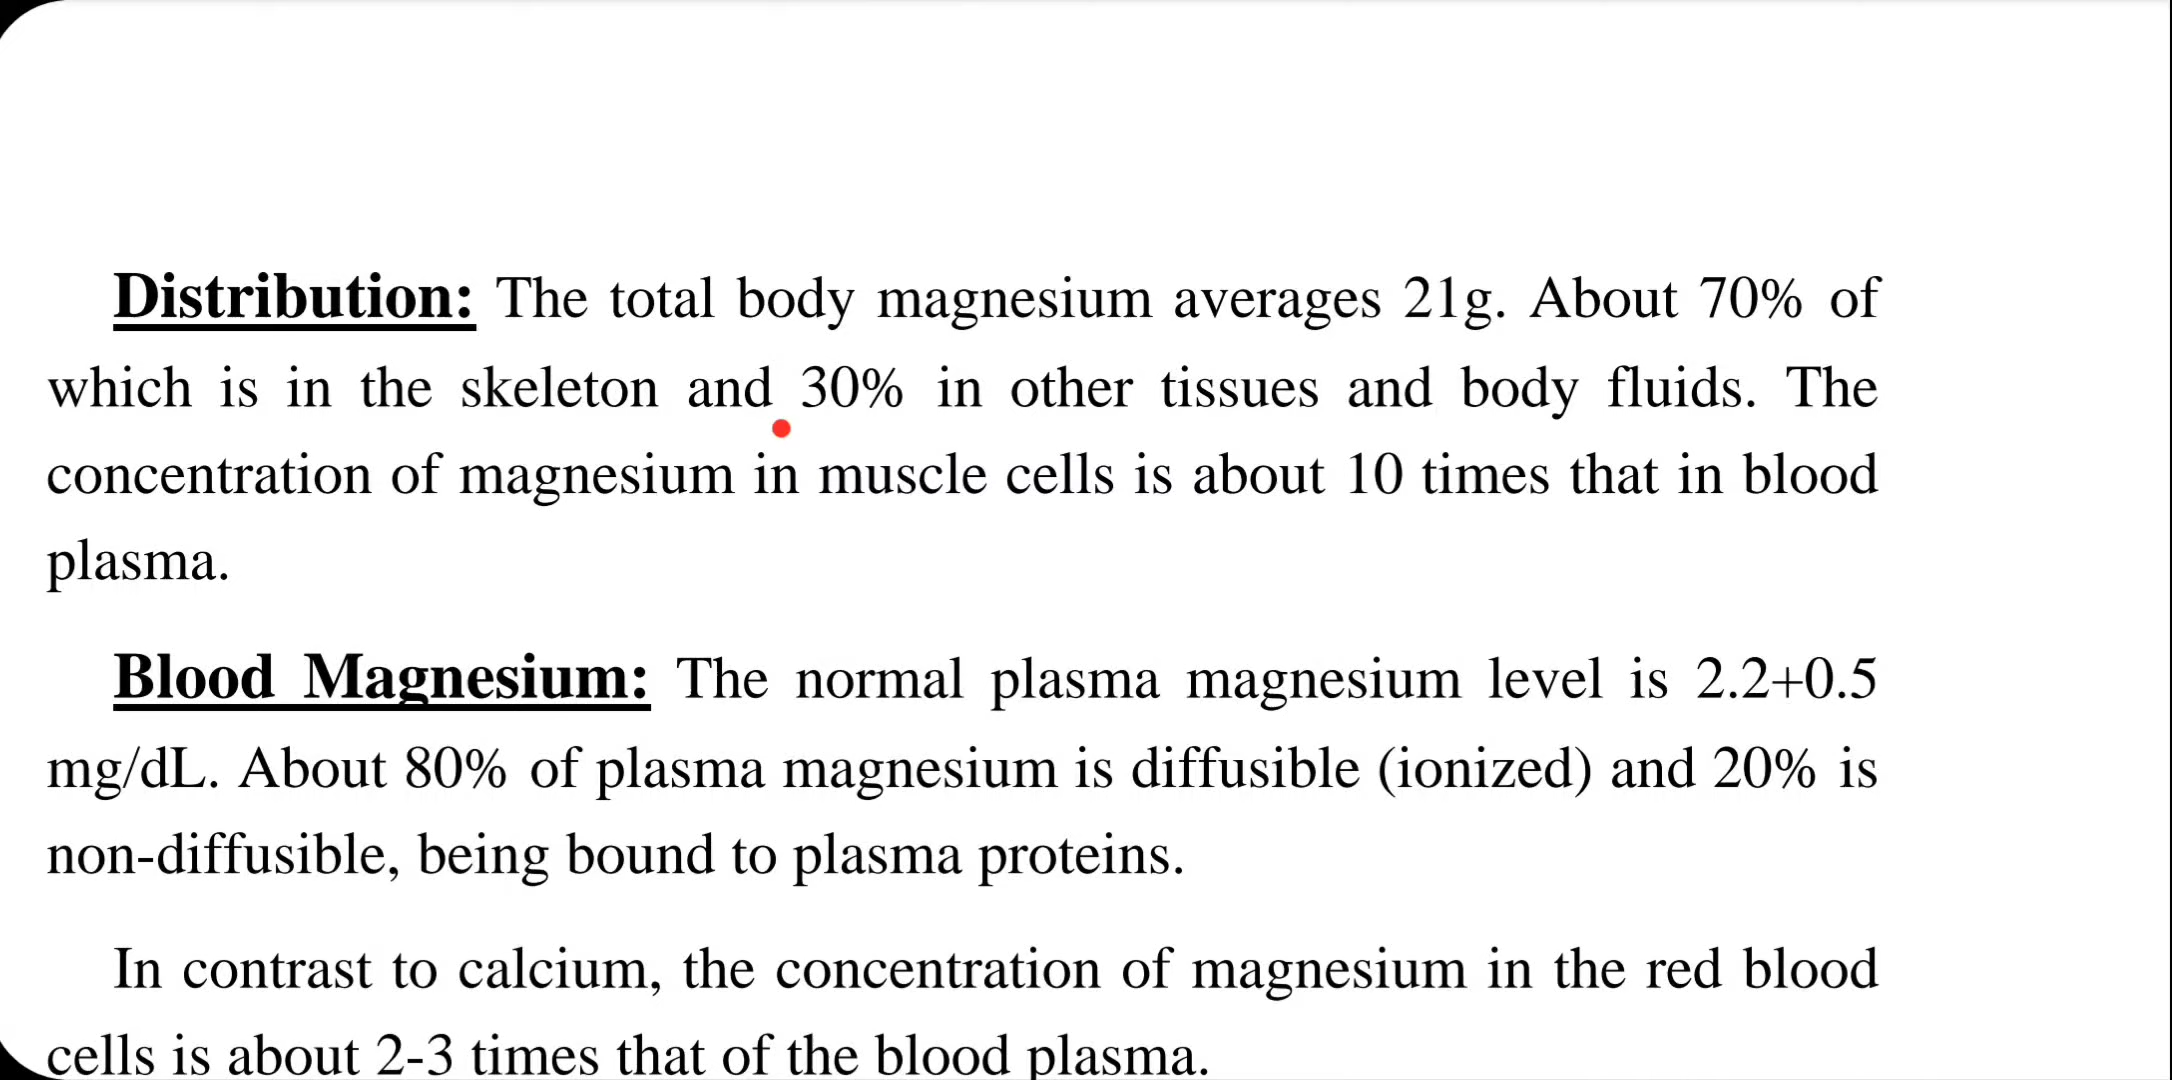 Distribution: The total body magnesium averages 21g. About 70% of
which is in the skeleton and 30% in other tissues and body fluids. The
concentration of magnesium in muscle cells is about 10 times that in blood
plasma.
Blood Magnesium: The normal plasma magnesium level is 2.2+0.5
mg/dL. About 80% of plasma magnesium is diffusible (ionized) and 20% is
non-diffusible, being bound to plasma proteins.
In contrast to calcium, the concentration of magnesium in the red blood
cells is about 2-3 times that of the blood plasma.